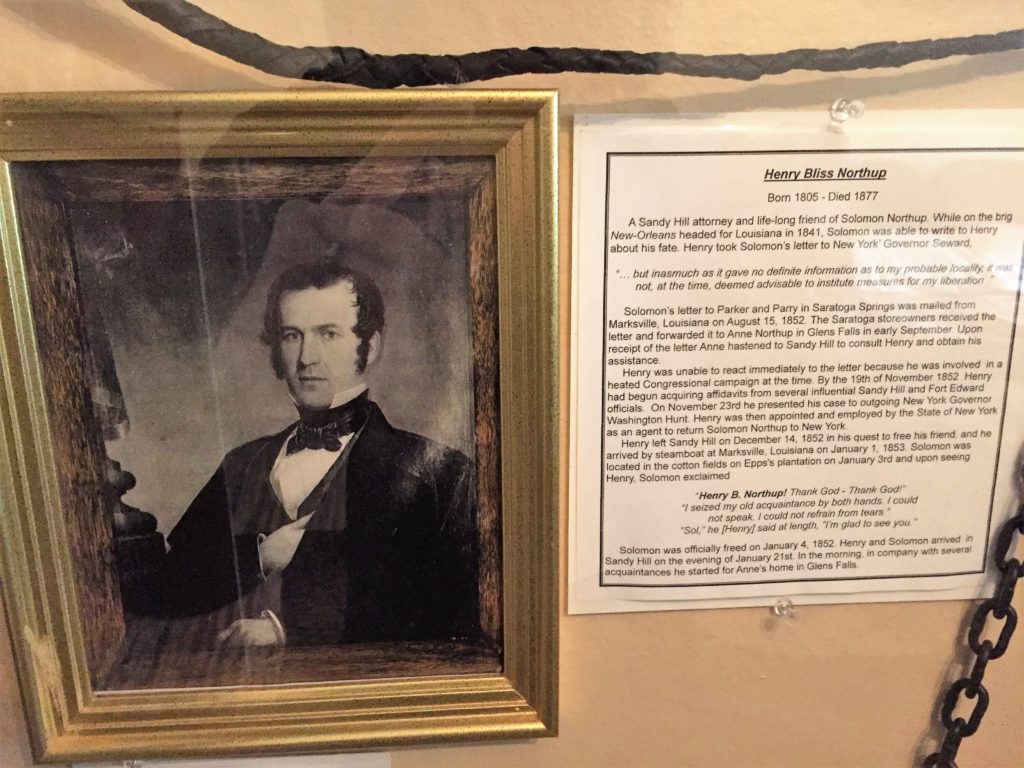 Henry Bliss Northup
Born 1805 - Died 1877
A Sandy Hill attorney and life-long friend of Solomon Northup. While on the brig
New-Orleans headed for Louisiana in 1841, Solomon was able to write to Henry
about his fate. Henry took Solomon's letter to New York' Governor Seward,
"... but inasmuch as it gave no definite information as to my probable locality, it was
not, at the time, deemed advisable to institute measures for my liberation."
Solomon's letter to Parker and Parry in Saratoga Springs was mailed from
Marksville, Louisiana on August 15, 1852. The Saratoga storeowners received the
letter and forwarded it to Anne Northup in Glens Falls in early September. Upon
receipt of the letter Anne hastened to Sandy Hill to consult Henry and obtain his
assistance.
Henry was unable to react immediately to the letter because he was involved in a
heated Congressional campaign at the time. By the 19th of November 1852 Henry
had begun acquiring affidavits from several influential Sandy Hill and Fort Edward
officials. On November 23rd he presented his case to outgoing New York Governor
Washington Hunt. Henry was then appointed and employed by the State of New York
as an agent to return Solomon Northup to New York.
Henry left Sandy Hill on December 14, 1852 in his quest to free his friend, and he
arrived by steamboat at Marksville, Louisiana on January 1, 1853. Solomon was
located in the cotton fields on Epps's plantation on January 3rd and upon seeing
Henry, Solomon exclaimed
"Henry B. Northup! Thank God - Thank God!"
"I seized my old acquaintance by both hands. I could
not speak. I could not refrain from tears."
"Sol," he [Henry] said at length, "I'm glad to see you."
Solomon was officially freed on January 4, 1852. Henry and Solomon arrived in
Sandy Hill on the evening of January 21st. In the morning, in company with several
acquaintances he started for Anne's home in Glens Falls.